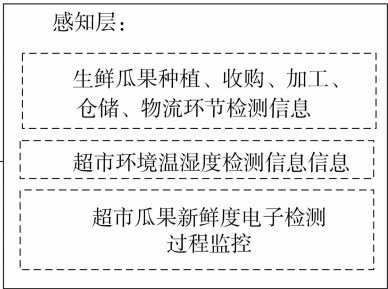 感知层：
生鲜瓜果种植、收购、加工、
仓储、物流环节检测信息
超市环境温湿度检测信息信息
超市瓜果新鲜度电子检测
过程监控